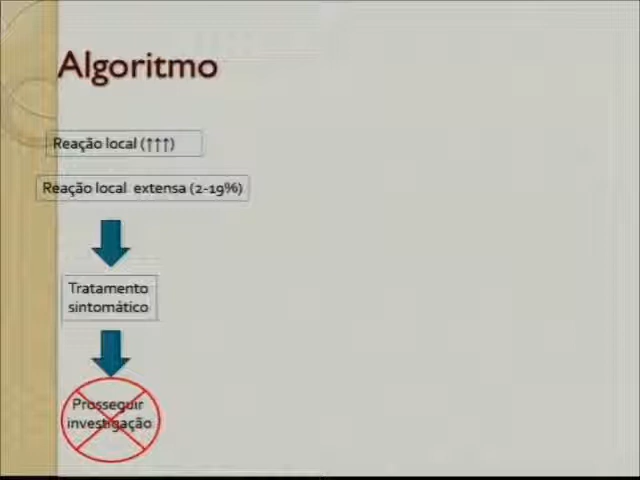 Algoritmo
Reação local (↑↑↑)
Reação local extensa (2-19%)
Tratamento
sintomático
Prosseguir
investigação